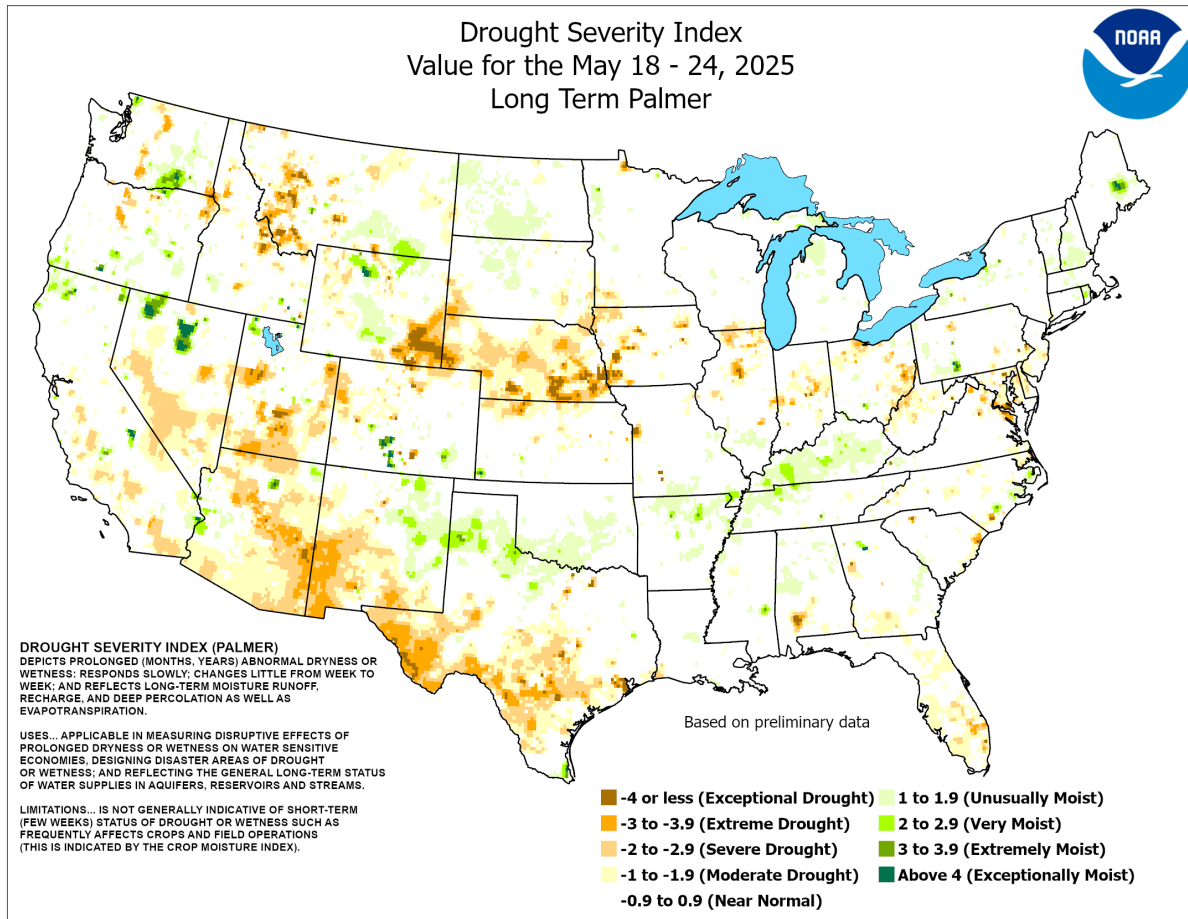 Drought Severity Index
Value for the May 18 - 24, 2025
Long Term Palmer
NOAA
DROUGHT SEVERITY INDEX (PALMER)
DEPICTS PROLONGED (MONTHS, YEARS) ABNORMAL DRYNESS OR
WETNESS: RESPONDS SLOWLY; CHANGES LITTLE FROM WEEK TO
WEEK; AND REFLECTS LONG-TERM MOISTURE RUNOFF,
RECHARGE, AND DEEP PERCOLATION AS WELL AS
EVAPOTRANSPIRATION.
USES... APPLICABLE IN MEASURING DISRUPTIVE EFFECTS OF
PROLONGED DRYNESS OR WETNESS ON WATER SENSITIVE
ECONOMIES, DESIGNING DISASTER AREAS OF DROUGHT
OR WETNESS; AND REFLECTING THE GENERAL LONG-TERM STATUS
OF WATER SUPPLIES IN AQUIFERS, RESERVOIRS AND STREAMS.
LIMITATIONS... IS NOT GENERALLY INDICATIVE OF SHORT-TERM
(FEW WEEKS) STATUS OF DROUGHT OR WETNESS SUCH AS
FREQUENTLY AFFECTS CROPS AND FIELD OPERATIONS
(THIS IS INDICATED BY THE CROP MOISTURE INDEX).
Based on preliminary data
-4 or less (Exceptional Drought)
-3 to -3.9 (Extreme Drought)
-2 to -2.9 (Severe Drought)
-1 to -1.9 (Moderate Drought)
-0.9 to 0.9 (Near Normal)
1 to 1.9 (Unusually Moist)
2 to 2.9 (Very Moist)
3 to 3.9 (Extremely Moist)
Above 4 (Exceptionally Moist)